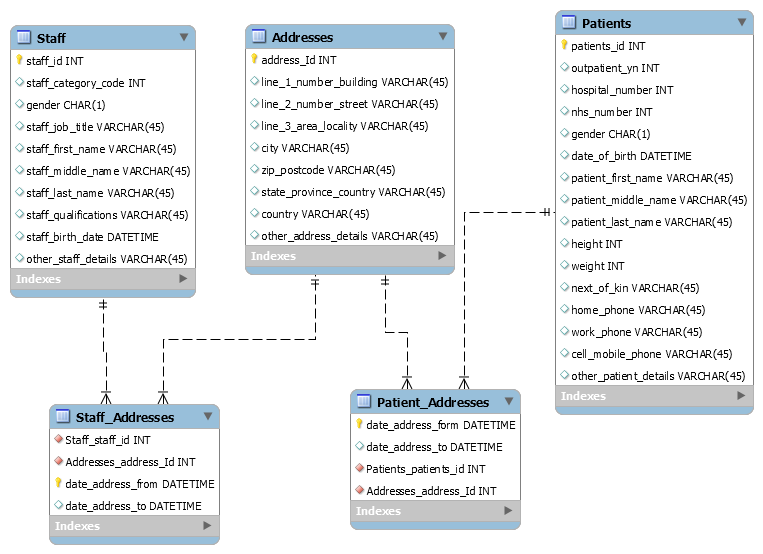 Staff
staff_id INT
staff_category_code INT
gender CHAR(1)
staff_job_title VARCHAR(45)
staff_first_name VARCHAR(45)
staff_middle_name VARCHAR(45)
staff_last_name VARCHAR(45)
staff_qualifications VARCHAR(45)
staff_birth_date DATETIME
other_staff_details VARCHAR(45)
Indexes
Addresses
address_Id INT
line_1_number_building VARCHAR(45)
line_2_number_street VARCHAR(45)
line_3_area_locality VARCHAR(45)
city VARCHAR(45)
zip_postcode VARCHAR(45)
state_province_country VARCHAR(45)
country VARCHAR(45)
other_address_details VARCHAR(45)
Indexes
Patients
patients_id INT
outpatient_yn INT
hospital_number INT
nhs_number INT
gender CHAR(1)
date_of_birth DATETIME
patient_first_name VARCHAR(45)
patient_middle_name VARCHAR(45)
patient_last_name VARCHAR(45)
height INT
weight INT
next_of_kin VARCHAR(45)
home_phone VARCHAR(45)
work_phone VARCHAR(45)
cell_mobile_phone VARCHAR(45)
other_patient_details VARCHAR(45)
Indexes
Staff_Addresses
Staff_staff_id INT
Addresses_address_Id INT
date_address_from DATETIME
date_address_to DATETIME
Indexes
Patient_Addresses
date_address_form DATETIME
date_address_to DATETIME
Patients_patients_id INT
Addresses_address_Id INT
Indexes